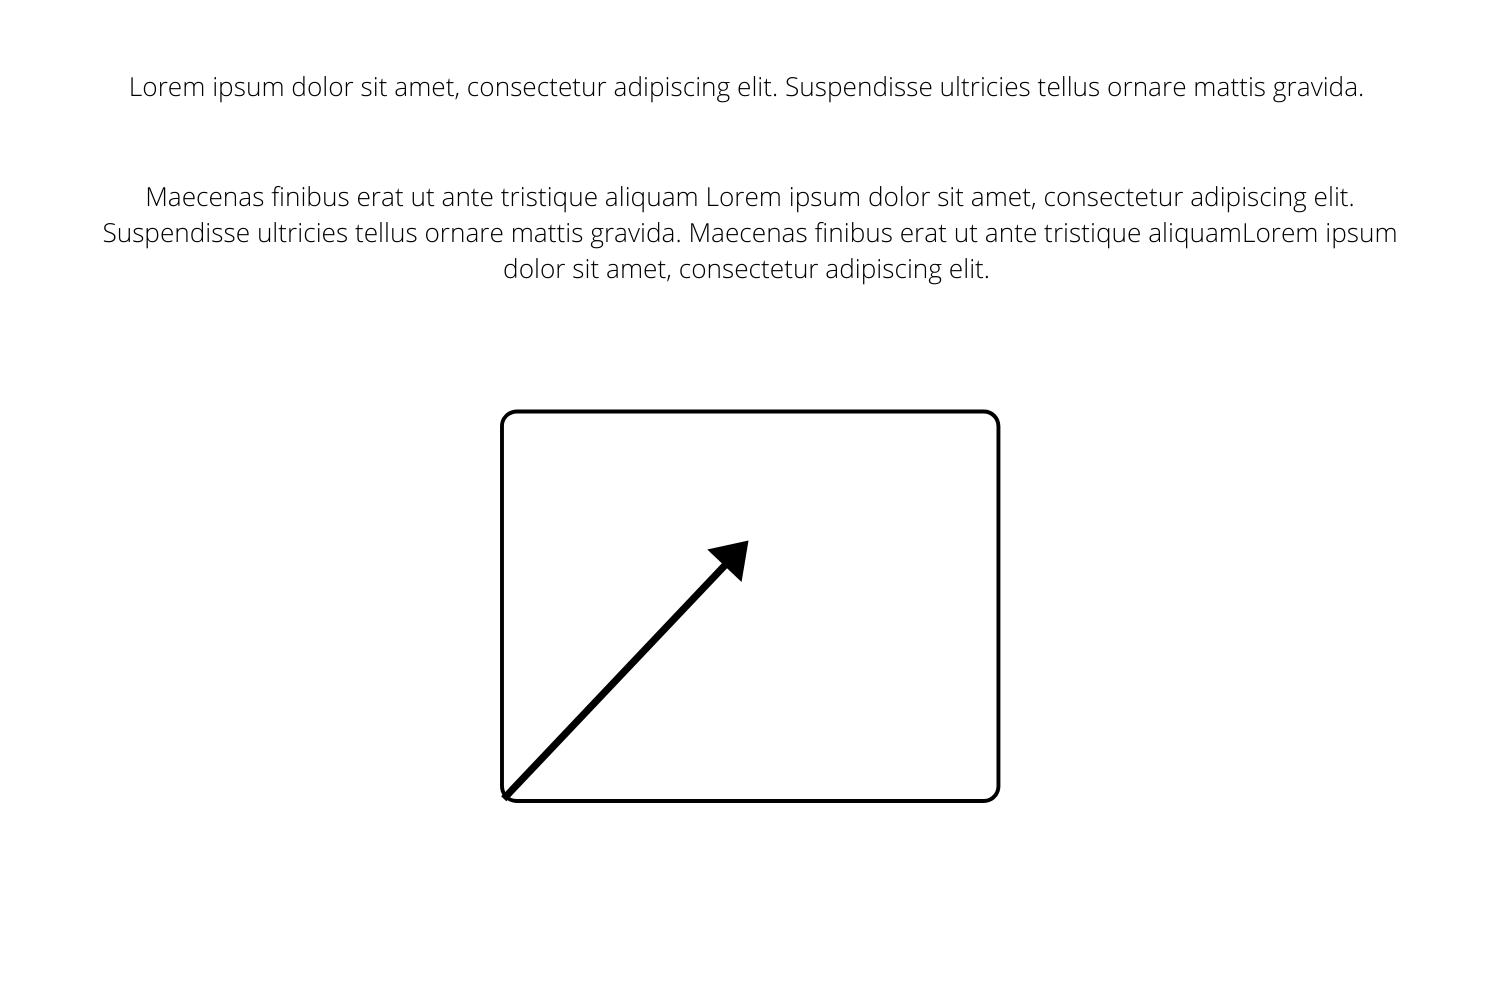 Lorem ipsum dolor sit amet, consectetur adipiscing elit. Suspendisse ultricies tellus ornare mattis gravida.
Maecenas finibus erat ut ante tristique aliquam Lorem ipsum dolor sit amet, consectetur adipiscing elit.
Suspendisse ultricies tellus ornare mattis gravida. Maecenas finibus erat ut ante tristique aliquamLorem ipsum
dolor sit amet, consectetur adipiscing elit.